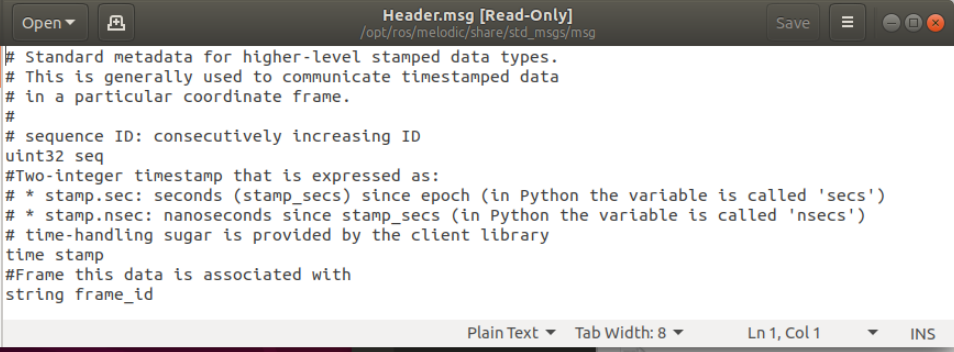 Open
Header.msg [Read-Only]
/opt/ros/melodic/share/std_msgs/msg
Save
# Standard metadata for higher-level stamped data types.
# This is generally used to communicate timestamped data
# in a particular coordinate frame.
#
# sequence ID: consecutively increasing ID
uint32 seq
#Two-integer timestamp that is expressed as:
# * stamp.sec: seconds (stamp_secs) since epoch (in Python the variable is called 'secs')
# * stamp.nsec: nanoseconds since stamp_secs (in Python the variable is called 'nsecs')
# time-handling sugar is provided by the client library
time stamp
#Frame this data is associated with
string frame_id
Plain Text Tab Width: 8 Ln 1, Col 1 INS